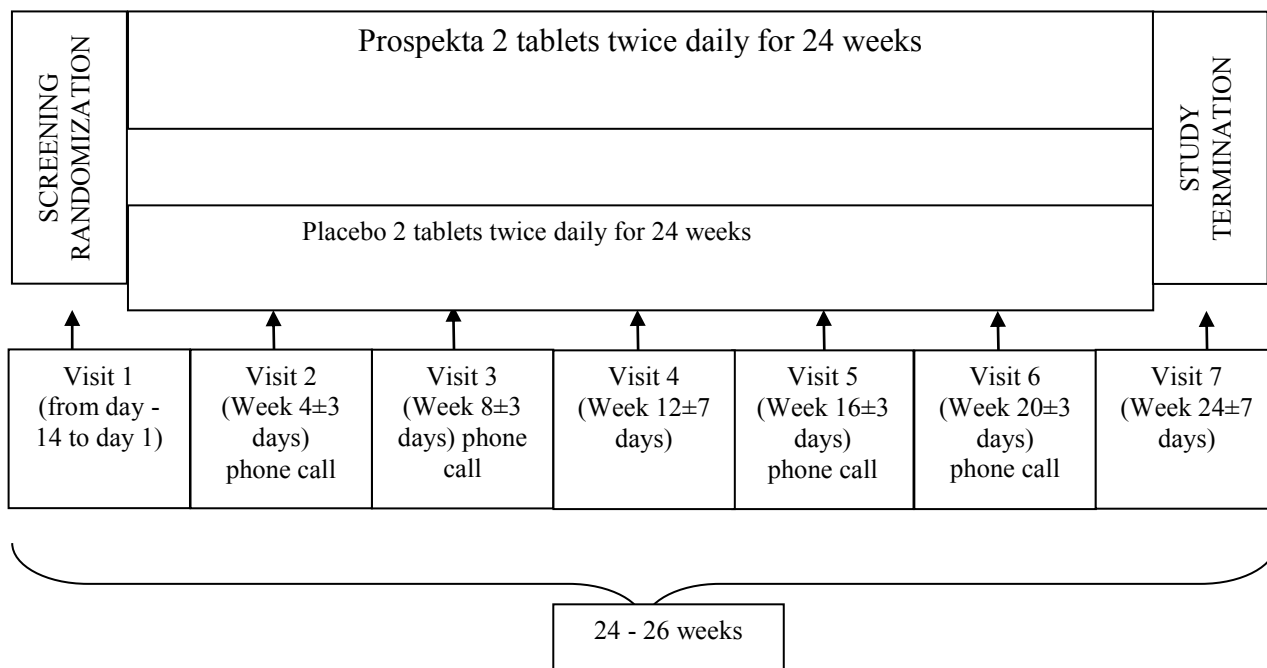 SCREENING
RANDOMIZATION
Prospekta 2 tablets twice daily for 24 weeks
Placebo 2 tablets twice daily for 24 weeks
STUDY
TERMINATION
Visit 1
(from day -
14 to day 1)
Visit 2
(Week 4±3
days)
phone call
Visit 3
(Week 8±3
days) phone
call
Visit 4
(Week 12±7
days)
Visit 5
(Week 16±3
days)
phone call
Visit 6
(Week 20±3
days)
phone call
Visit 7
(Week 24±7
days)
24 - 26 weeks